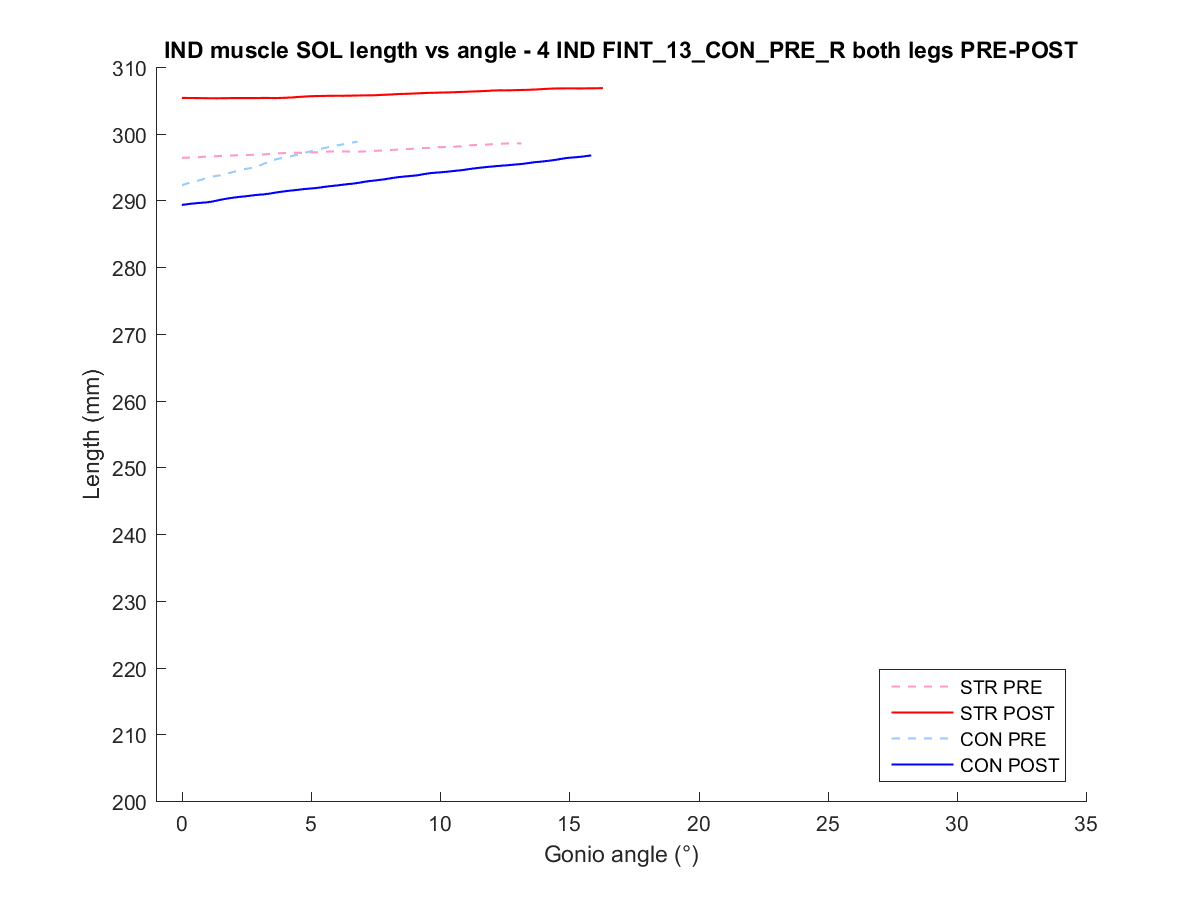 IND muscle SOL length vs angle - 4 IND FINT_13_CON_PRE_R both legs PRE-POST
310
300
290
280
270
260
250
240
230
220
210
200
Length (mm)
0 5 10 15 20 25 30 35
Gonio angle (°)
STR PRE
STR POST
CON PRE
CON POST